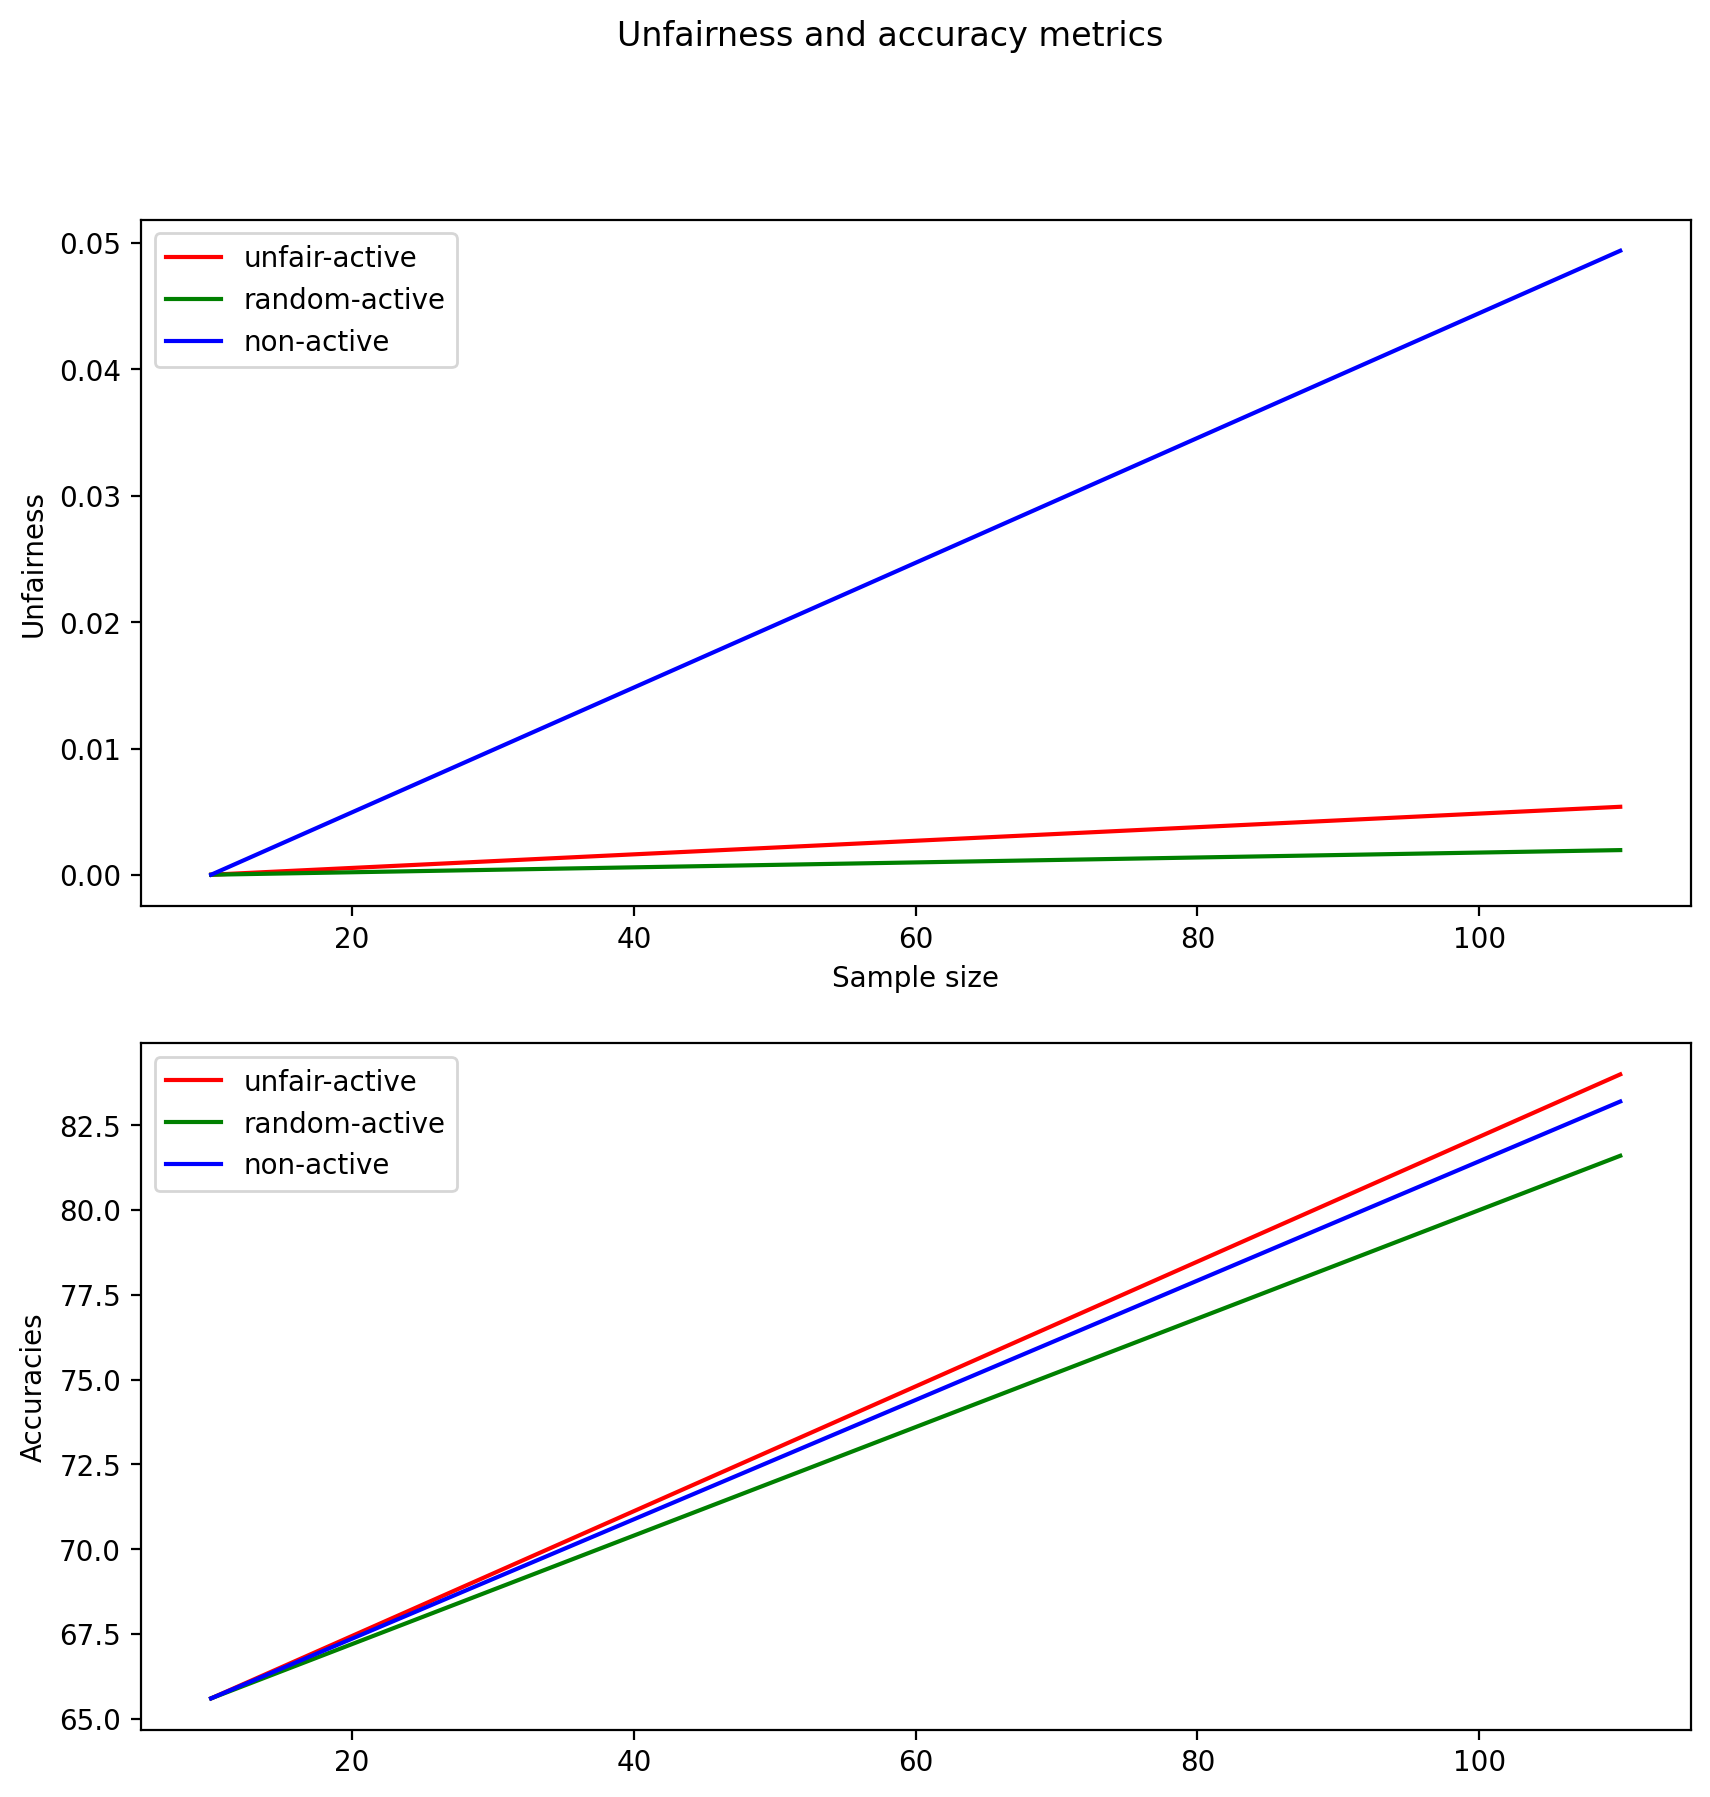 Unfairness and accuracy metrics
0.05
0.04
0.03
0.02
0.01
0.00
Unfairness
unfair-active
random-active
non-active
20 40 60 80 100
Sample size
82.5
80.0
77.5
75.0
72.5
70.0
67.5
65.0
Accuracies
unfair-active
random-active
non-active
20 40 60 80 100